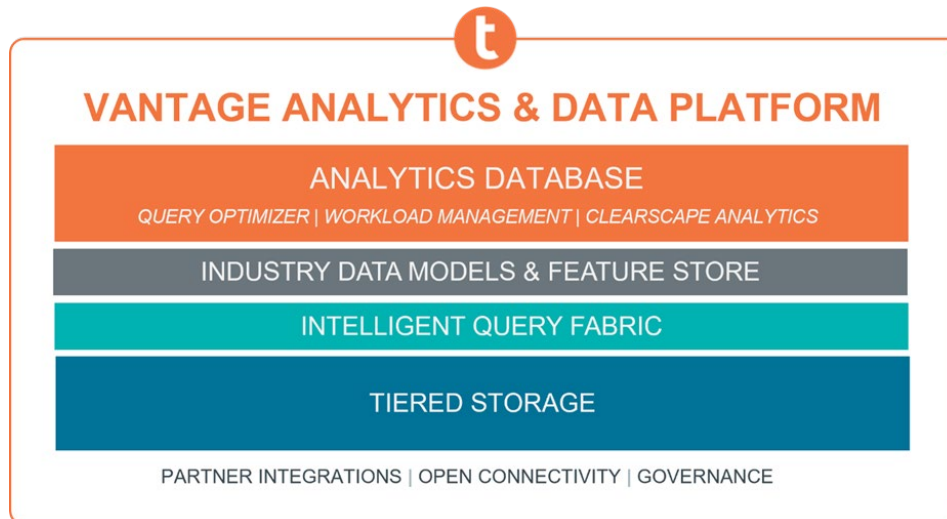 t
VANTAGE ANALYTICS & DATA PLATFORM
ANALYTICS DATABASE
QUERY OPTIMIZER | WORKLOAD MANAGEMENT | CLEARSCAPE ANALYTICS
INDUSTRY DATA MODELS & FEATURE STORE
INTELLIGENT QUERY FABRIC
TIERED STORAGE
PARTNER INTEGRATIONS | OPEN CONNECTIVITY | GOVERNANCE